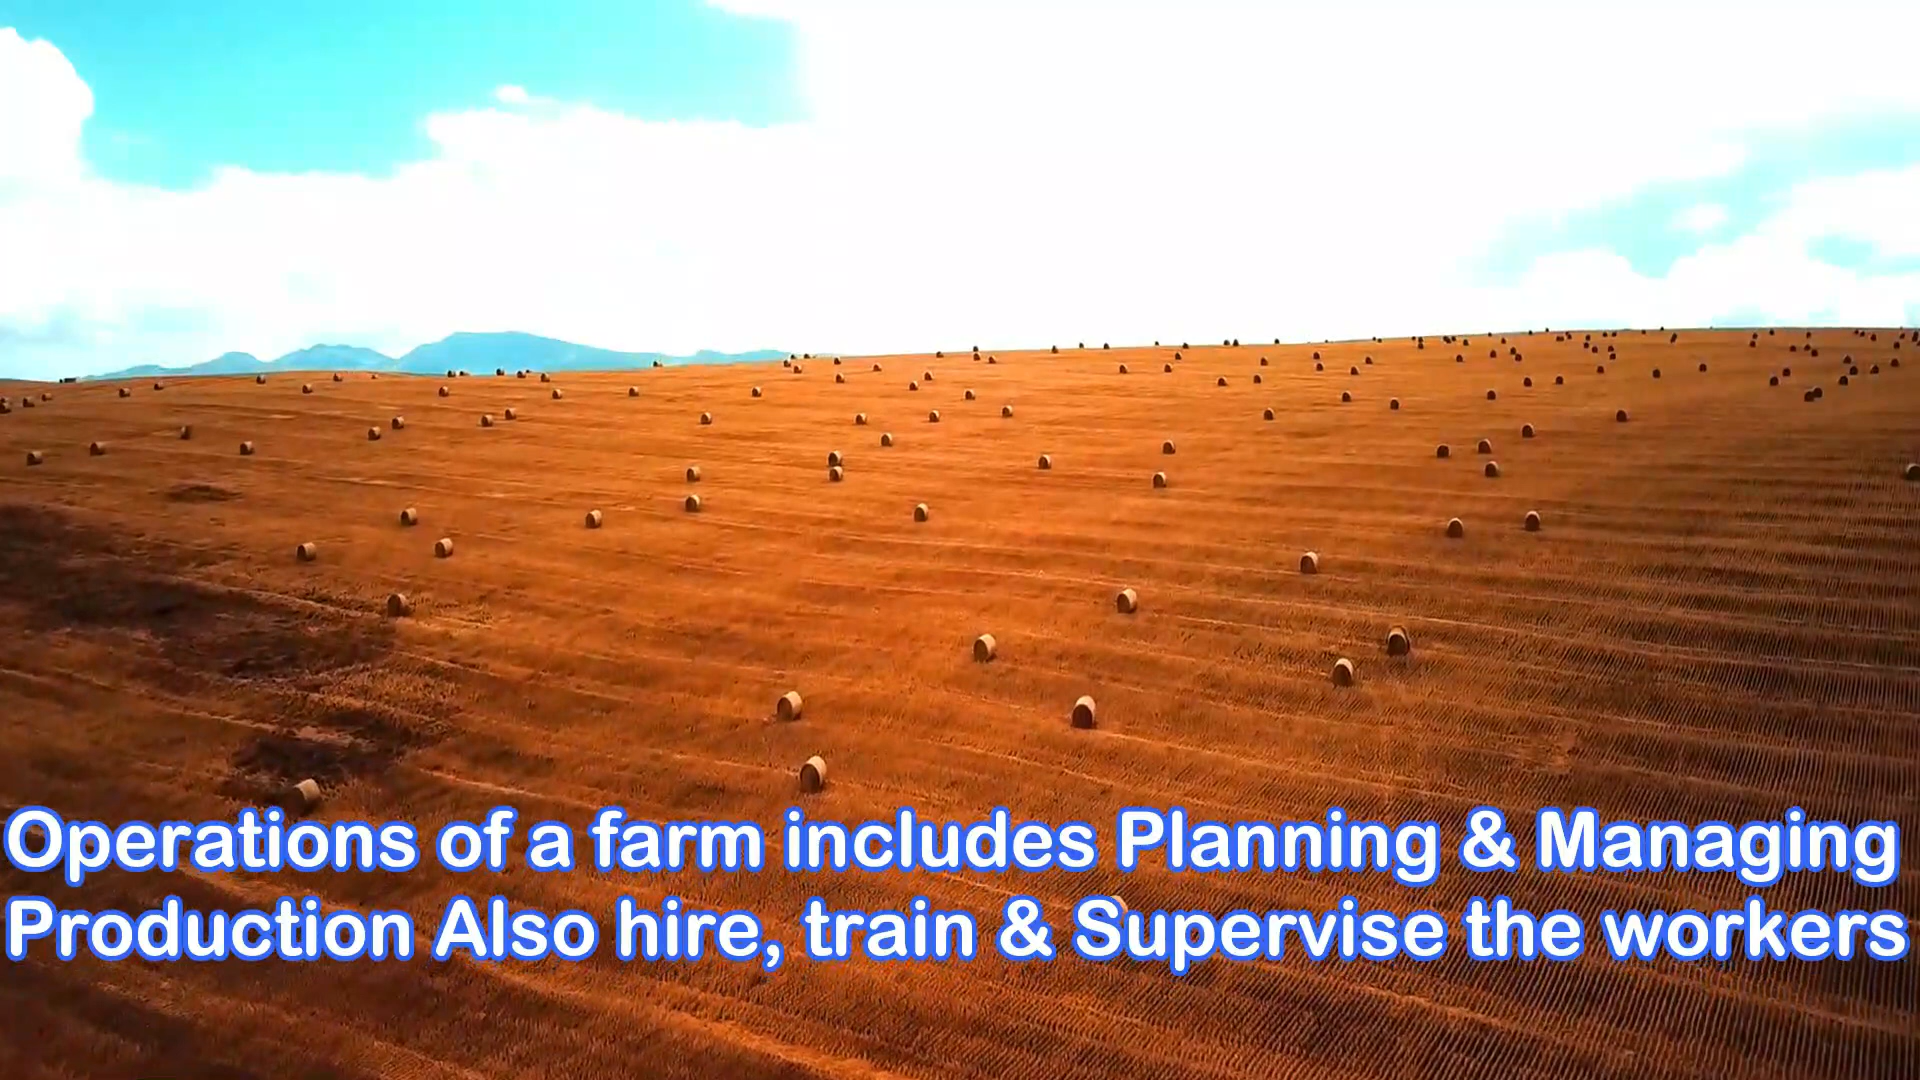 Operations of a farm includes Planning & Managing
Production Also hire, train & Supervise the workers